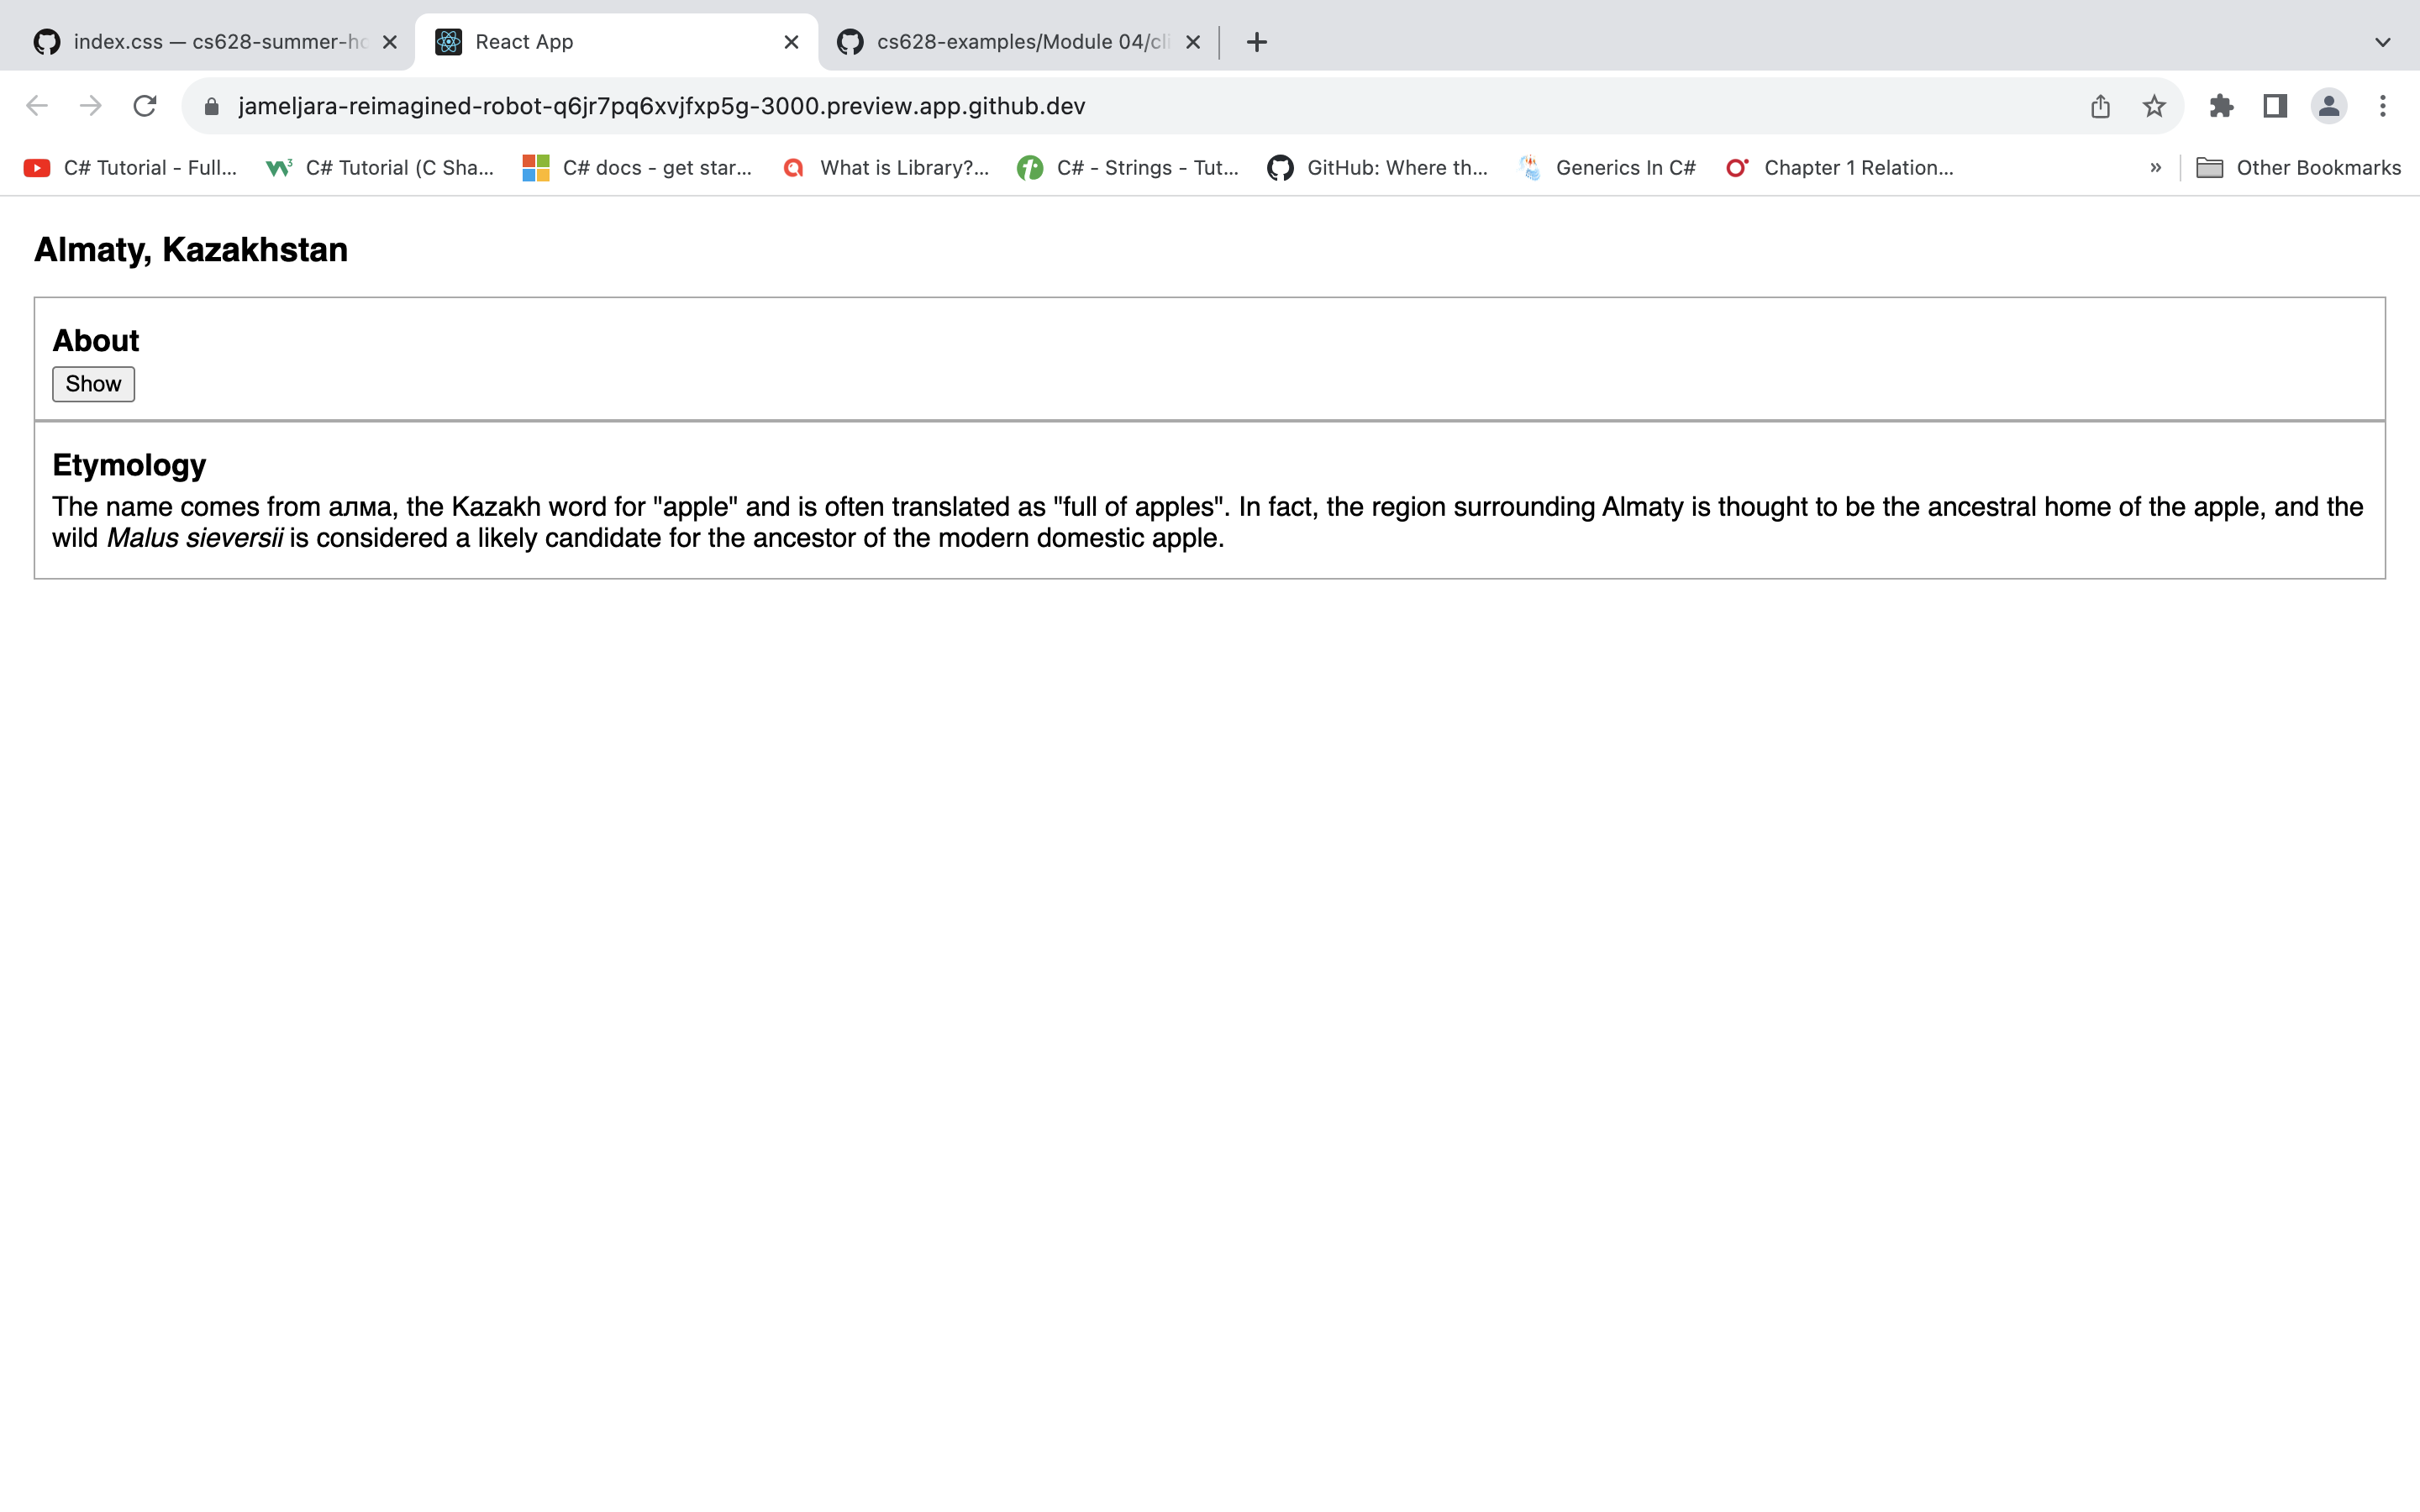 index.css — cs628-summer-ho
React App
cs628-examples/Module 04/cli
jameljara-reimagined-robot-q6jr7pq6xvjfxp5g-3000.preview.app.github.dev
C# Tutorial - Full...
C# Tutorial (C Sha...
C# docs - get star...
What is Library?...
C# - Strings - Tut...
GitHub: Where th...
Generics In C#
Chapter 1 Relation...
»
Other Bookmarks
Almaty, Kazakhstan
About
Show
Etymology
The name comes from алма, the Kazakh word for "apple" and is often translated as "full of apples". In fact, the region surrounding Almaty is thought to be the ancestral home of the apple, and the
wild Malus sieversii is considered a likely candidate for the ancestor of the modern domestic apple.